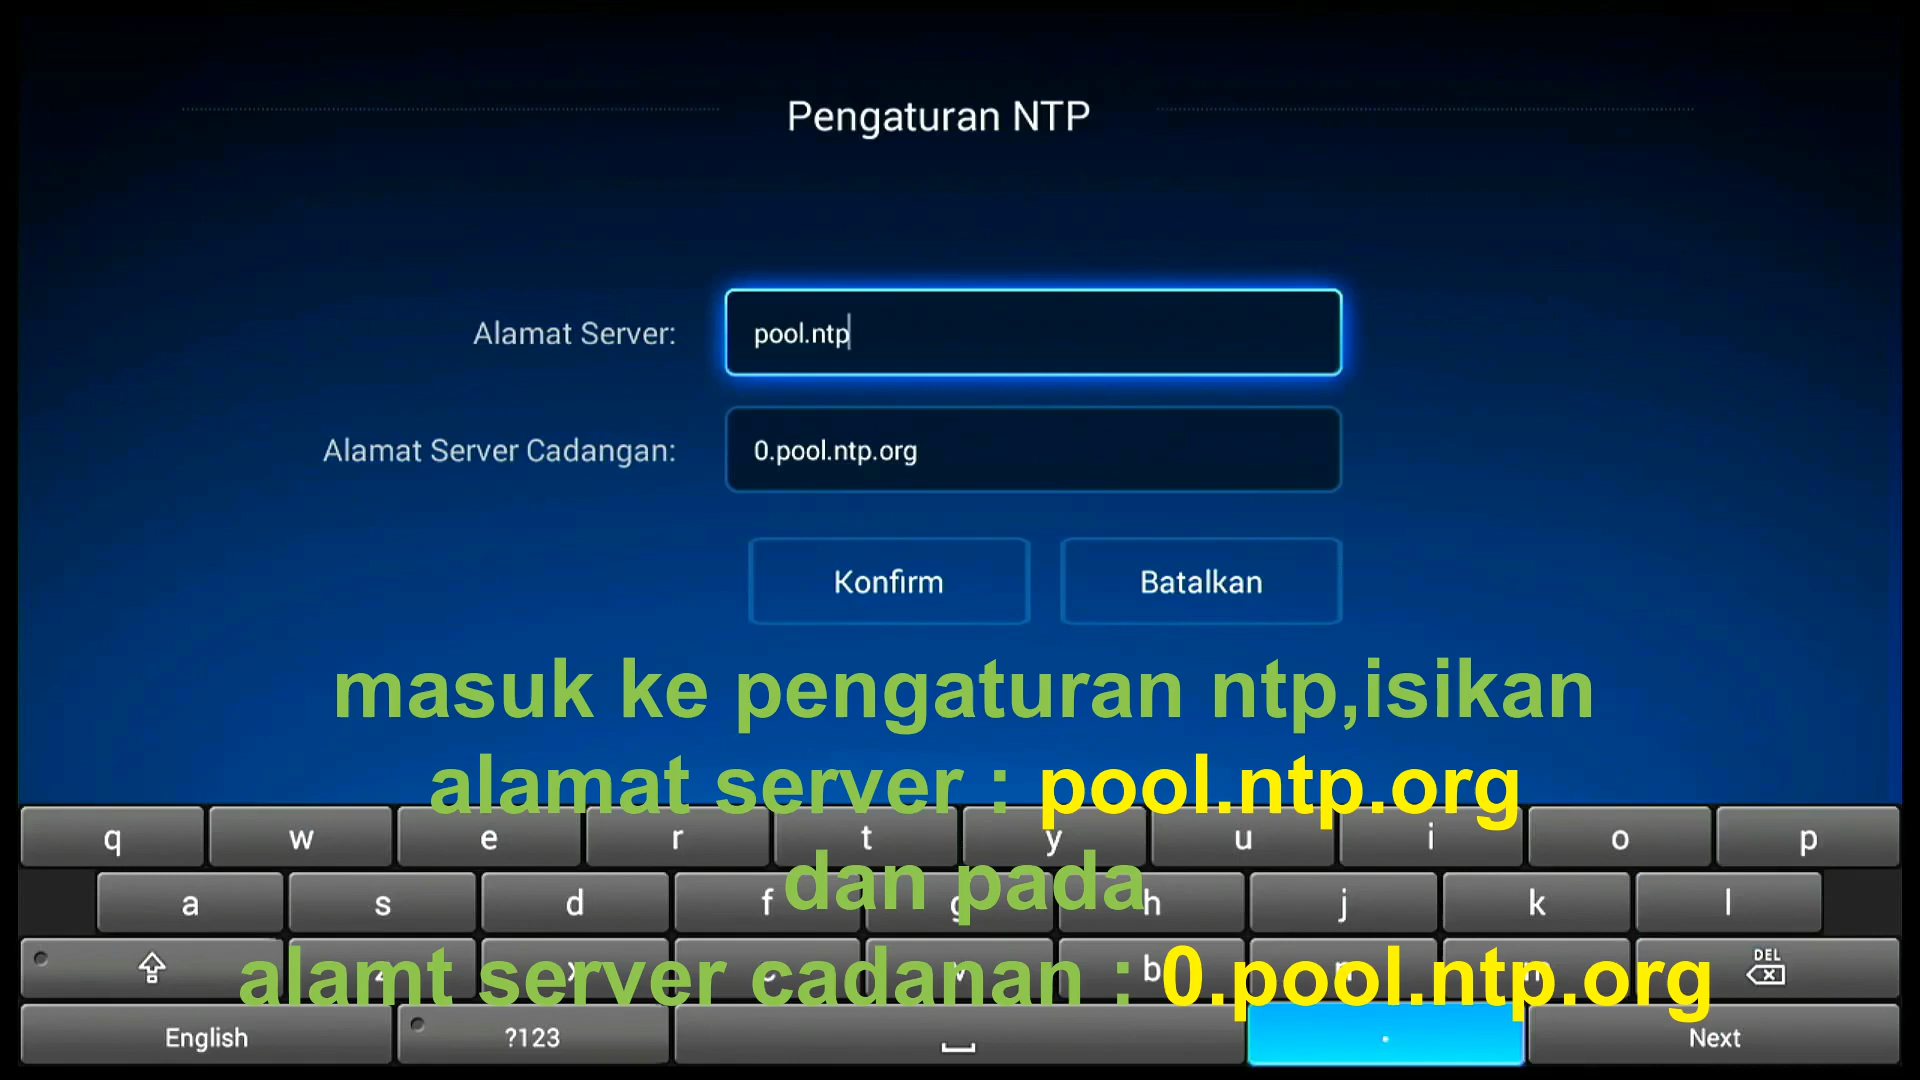 Pengaturan NTP
Alamat Server: pool.ntp
Alamat Server Cadangan: 0.pool.ntp.org
Konfirm Batalkan
masuk ke pengaturan ntp,isikan
alamat server : pool.ntp.org
q w e r t y u i o p
dan pada
a s d f g h j k l
alamt server cadanan : 0.pool.ntp.org
z x c v b n m DEL
English ?123 . Next